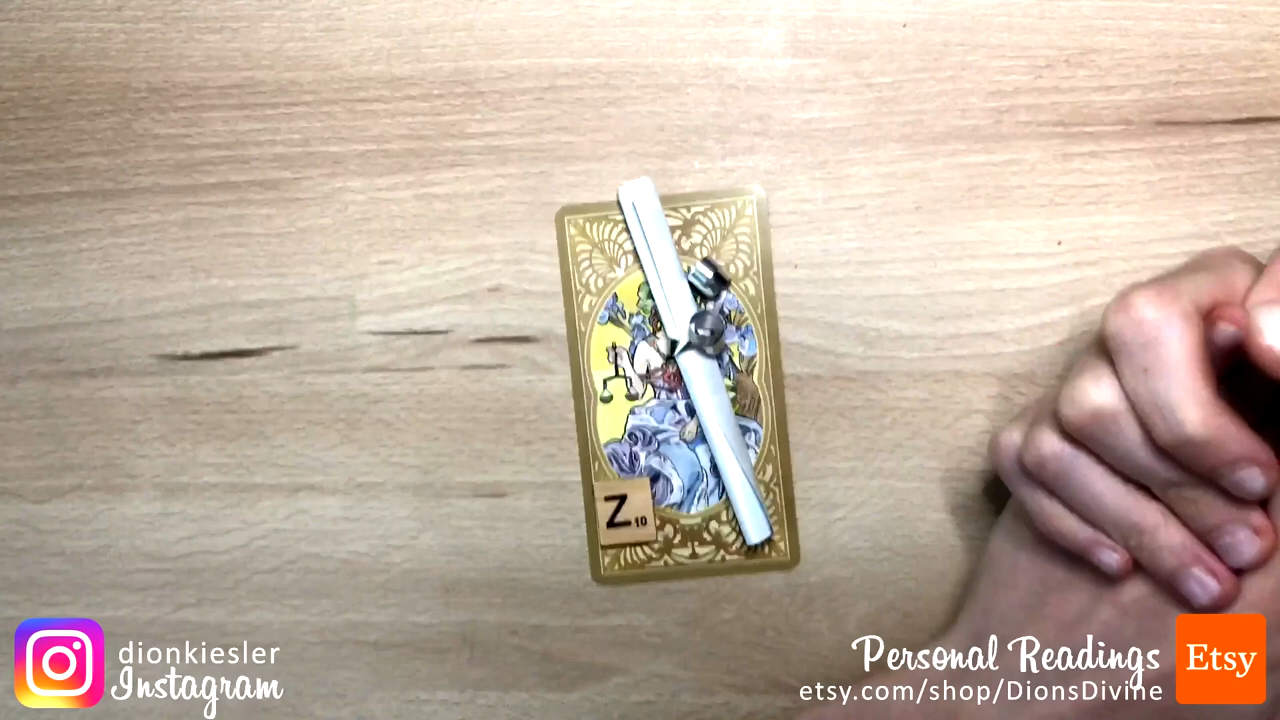 Z10
dionkiesler
Instagram
Personal Readings
etsy.com/shop/DionsDivine
Etsy